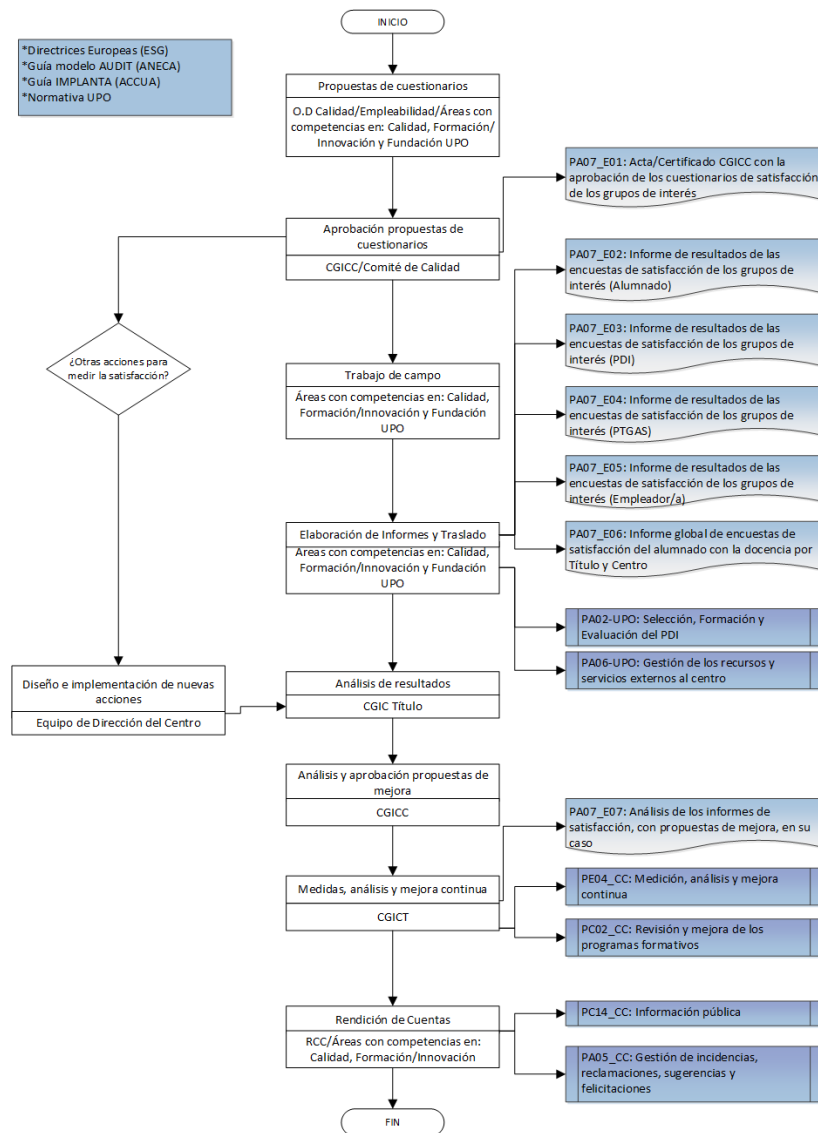 INICIO
*Directrices Europeas (ESG)
*Guía modelo AUDIT (ANECA)
*Guía IMPLANTA (ACCUA)
*Normativa UPO
Propuestas de cuestionarios
O.D Calidad/Empleabilidad/Áreas con
competencias en: Calidad, Formación/
Innovación y Fundación UPO
PA07_E01: Acta/Certificado CGICC con la
aprobación de los cuestionarios de satisfacción
de los grupos de interés
Aprobación propuestas de
cuestionarios
CGICC/Comité de Calidad
PA07_E02: Informe de resultados de las
encuestas de satisfacción de los grupos de
interés (Alumnado)
¿Otras acciones para
medir la satisfacción?
PA07_E03: Informe de resultados de las
encuestas de satisfacción de los grupos de
interés (PDI)
Trabajo de campo
Áreas con competencias en: Calidad,
Formación/Innovación y Fundación
UPO
PA07_E04: Informe de resultados de las
encuestas de satisfacción de los grupos de
interés (PTGAS)
PA07_E05: Informe de resultados de las
encuestas de satisfacción de los grupos de
interés (Empleador/a)
Elaboración de Informes y Traslado
Áreas con competencias en: Calidad,
Formación/Innovación y Fundación
UPO
PA07_E06: Informe global de encuestas de
satisfacción del alumnado con la docencia por
Título y Centro
PA02-UPO: Selección, Formación y
Evaluación del PDI
PA06-UPO: Gestión de los recursos y
servicios externos al centro
Diseño e implementación de nuevas
acciones
Equipo de Dirección del Centro
Análisis de resultados
CGIC Título
Análisis y aprobación propuestas de
mejora
CGICC
PA07_E07: Análisis de los informes de
satisfacción, con propuestas de mejora, en su
caso
Medidas, análisis y mejora continua
CGICT
PE04_CC: Medición, análisis y mejora
continua
PC02_CC: Revisión y mejora de los
programas formativos
Rendición de Cuentas
RCC/Áreas con competencias en:
Calidad, Formación/Innovación
PC14_CC: Información pública
PA05_CC: Gestión de incidencias,
reclamaciones, sugerencias y
felicitaciones
FIN